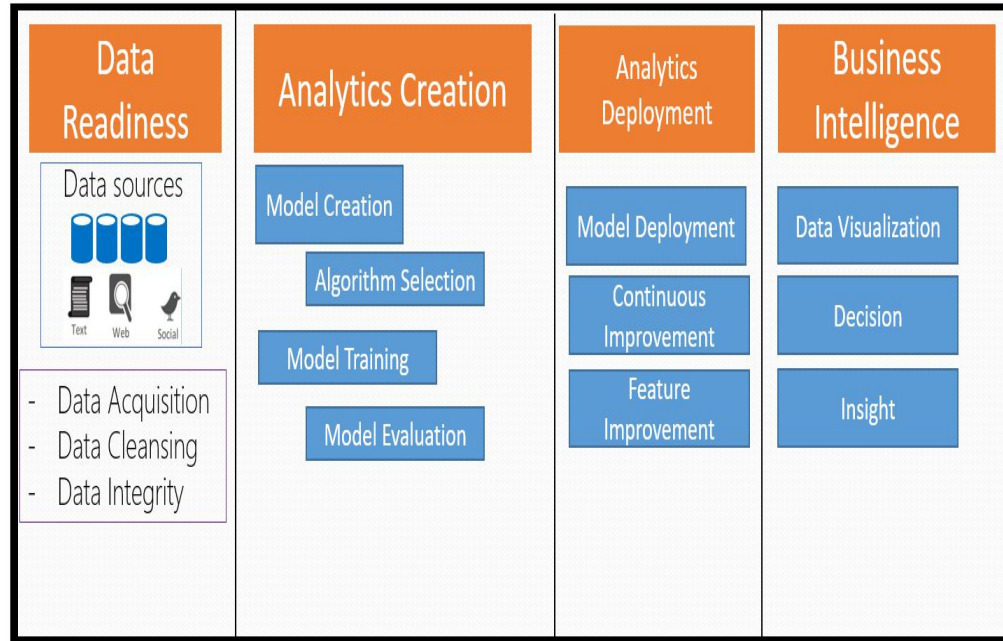 Data
Readiness
Data sources
Text Web Social
- Data Acquisition
- Data Cleansing
- Data Integrity
Analytics Creation
Model Creation
Algorithm Selection
Model Training
Model Evaluation
Analytics
Deployment
Model Deployment
Continuous
Improvement
Feature
Improvement
Business
Intelligence
Data Visualization
Decision
Insight